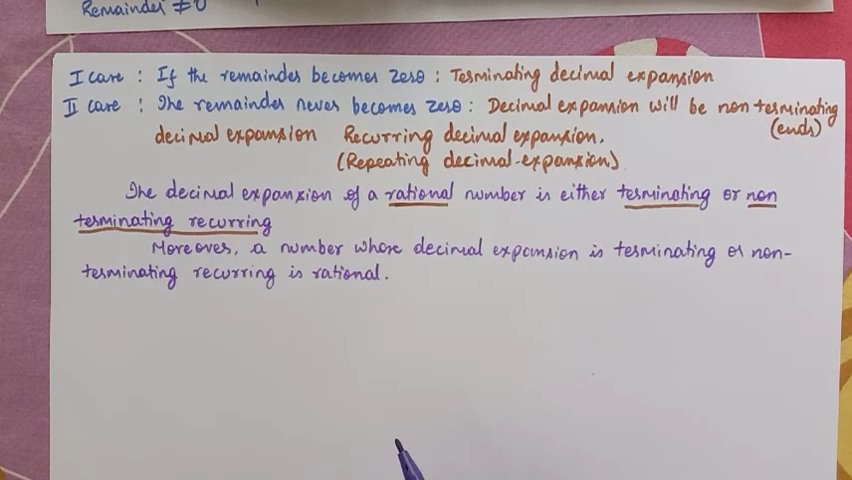 Remainder ≠ 0
I case : If the remainder becomes zero : Terminating decimal expansion
II case : The remainder never becomes zero : Decimal expansion will be non terminating
(ends)
decimal expansion Recurring decimal expansion.
(Repeating decimal expansion)
The decimal expansion of a rational number is either terminating or non
terminating recurring
Moreover, a number whose decimal expansion is terminating or non-
terminating recurring is rational.